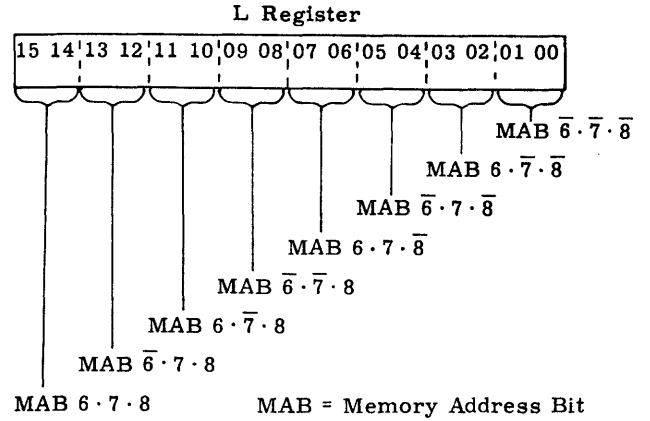 L Register
15 14 13 12 11 10 09 08 07 06 05 04 03 02 01 00
MAB 6̅ · 7̅ · 8̅
MAB 6 · 7̅ · 8̅
MAB 6̅ · 7 · 8̅
MAB 6 · 7 · 8̅
MAB 6̅ · 7̅ · 8
MAB 6 · 7̅ · 8
MAB 6̅ · 7 · 8
MAB 6 · 7 · 8
MAB = Memory Address Bit